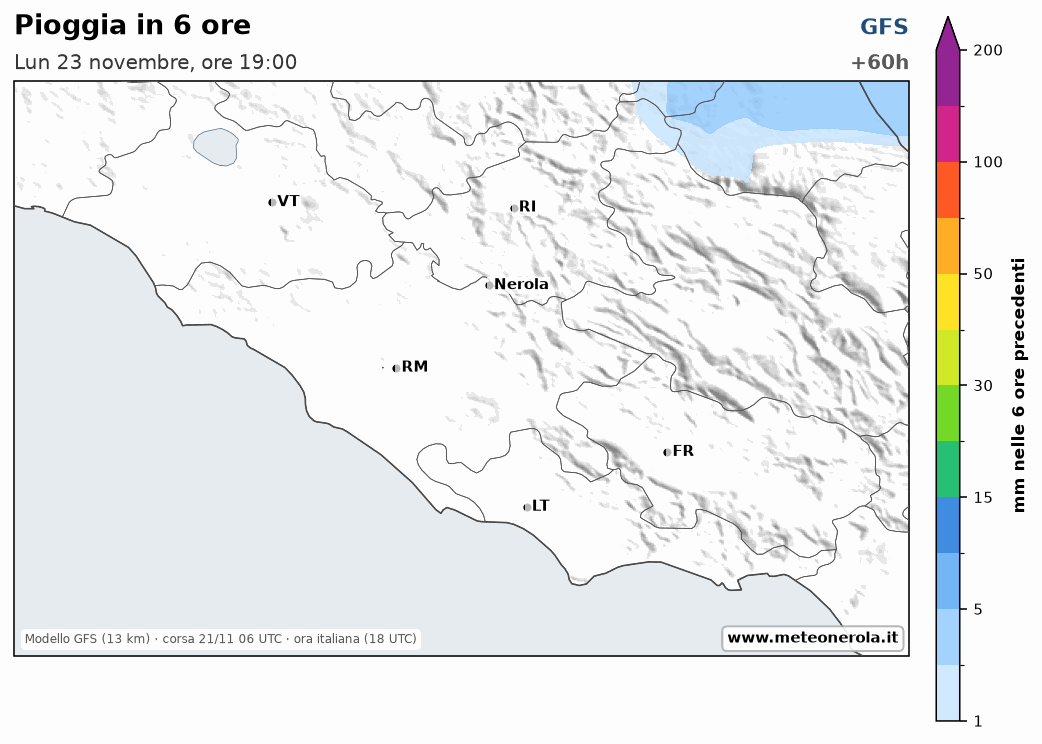 Pioggia in 6 ore
GFS
Lun 23 novembre, ore 19:00
+60h
VT
RI
Nerola
RM
FR
LT
Modello GFS (13 km) · corsa 21/11 06 UTC · ora italiana (18 UTC)
www.meteonerola.it
200
100
50
30
15
5
1
mm nelle 6 ore precedenti